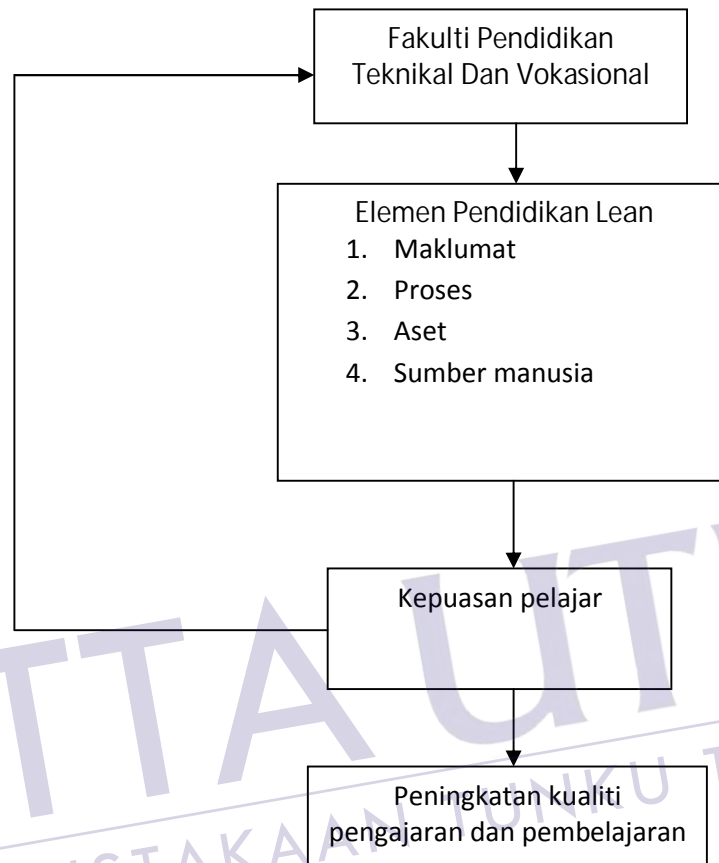 Fakulti Pendidikan
Teknikal Dan Vokasional
Elemen Pendidikan Lean
1. Maklumat
2. Proses
3. Aset
4. Sumber manusia
Kepuasan pelajar
Peningkatan kualiti
pengajaran dan pembelajaran